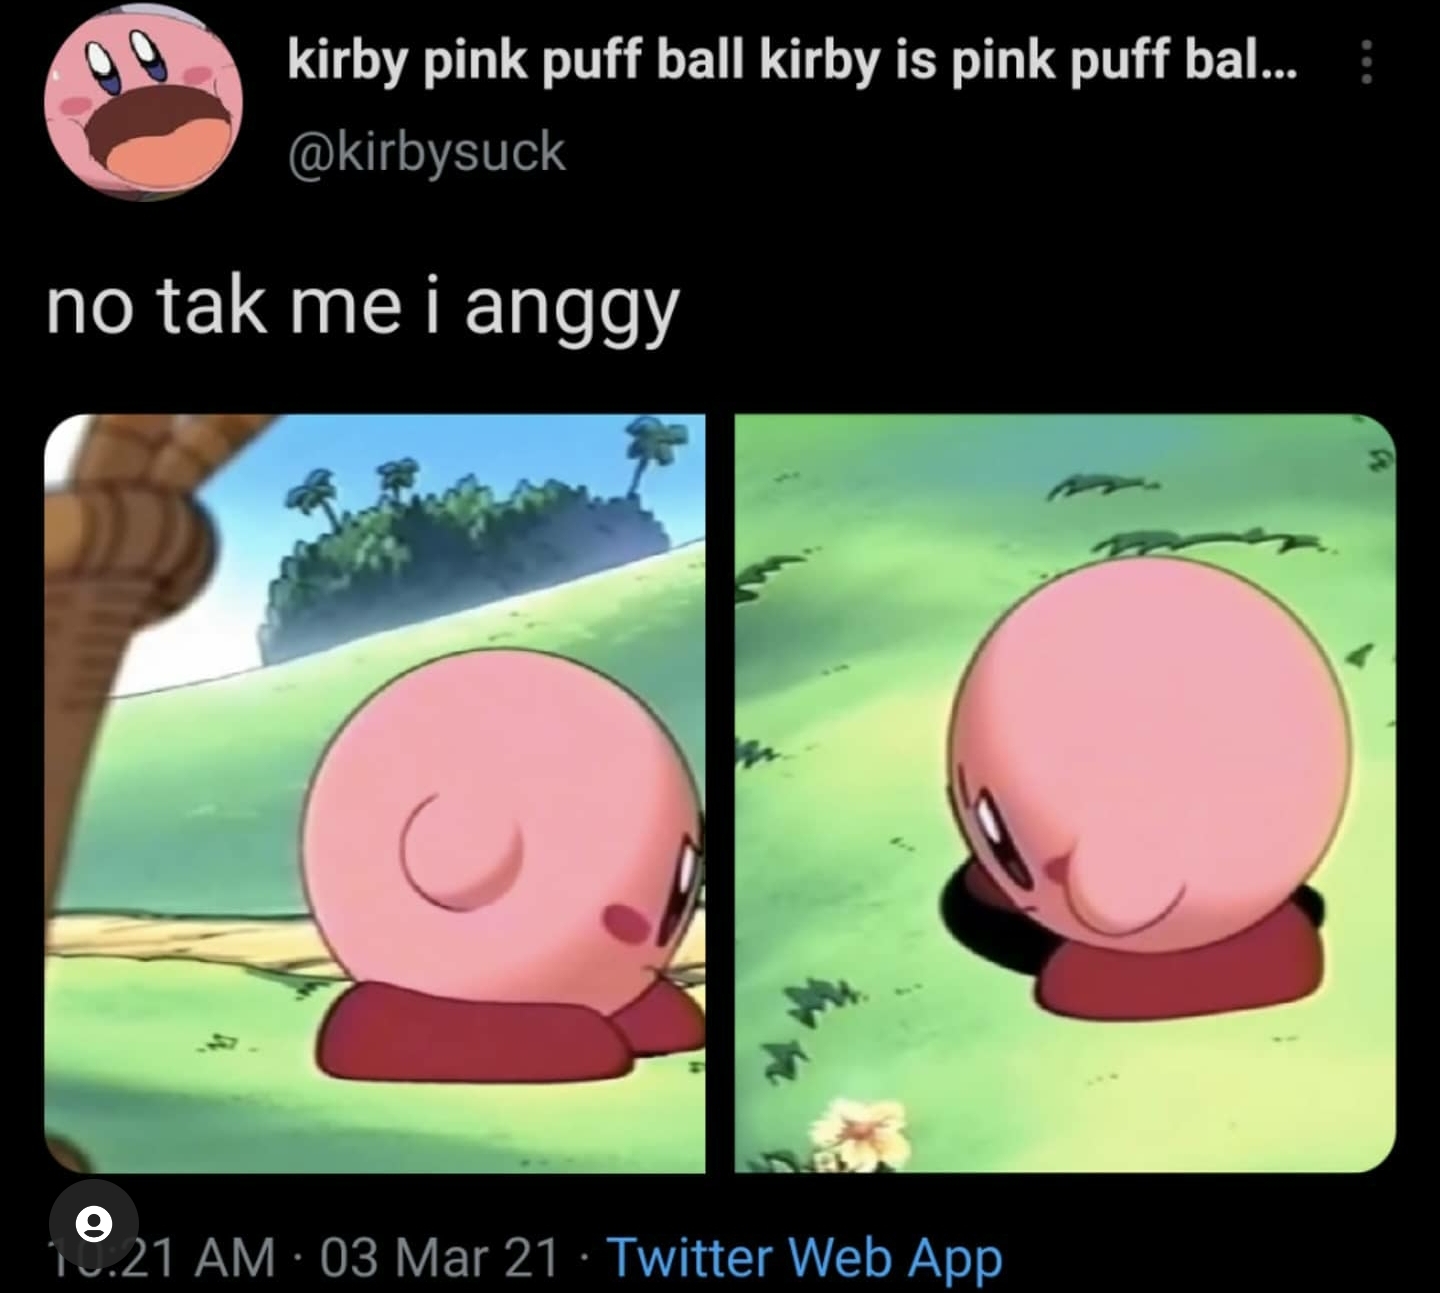 kirby pink puff ball kirby is pink puff bal...
@kirbysuck
no tak me i anggy
10:21 AM · 03 Mar 21 · Twitter Web App